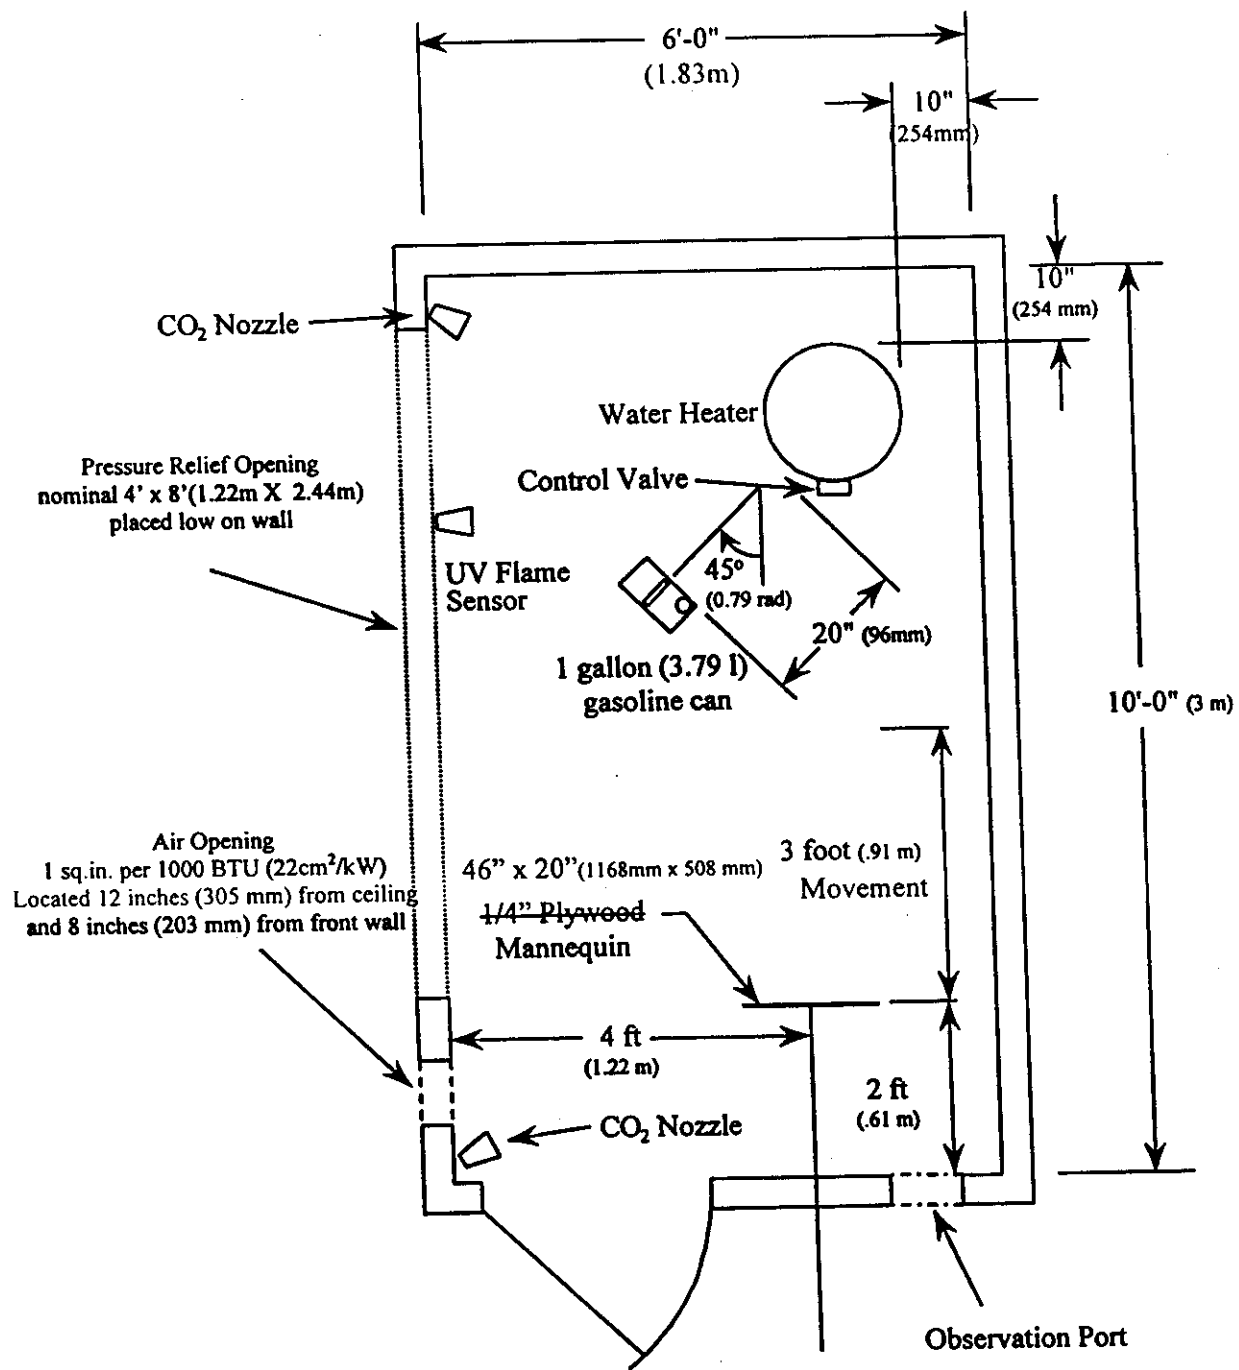 6'-0"
(1.83m)
10"
(254mm)
10"
(254 mm)
CO₂ Nozzle
Water Heater
Pressure Relief Opening
nominal 4' x 8'(1.22m X 2.44m)
placed low on wall
Control Valve
UV Flame
Sensor
45º
(0.79 rad)
20" (96mm)
1 gallon (3.79 l)
gasoline can
10'-0" (3 m)
Air Opening
1 sq.in. per 1000 BTU (22cm²/kW)
Located 12 inches (305 mm) from ceiling
and 8 inches (203 mm) from front wall
46" x 20"(1168mm x 508 mm)
1/4" Plywood
Mannequin
3 foot (.91 m)
Movement
4 ft
(1.22 m)
2 ft
(.61 m)
CO₂ Nozzle
Observation Port